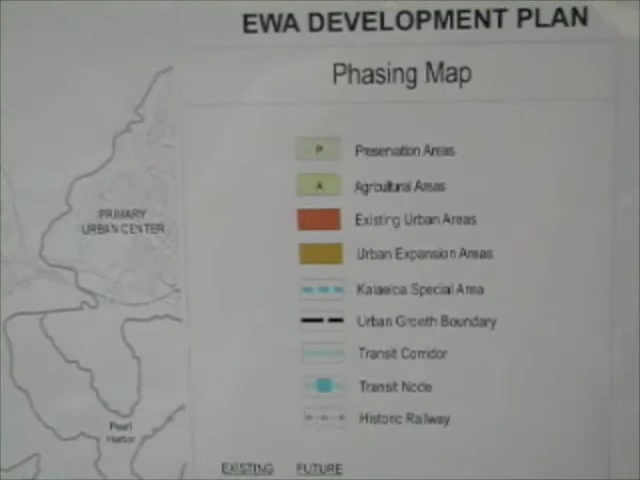 EWA DEVELOPMENT PLAN
Phasing Map
P Preservation Areas
A Agricultural Areas
Existing Urban Areas
PRIMARY
URBAN CENTER
Urban Expansion Areas
Kalaeloa Special Area
Urban Growth Boundary
Transit Corridor
Transit Node
Historic Railway
Pearl
Harbor
EXISTING FUTURE